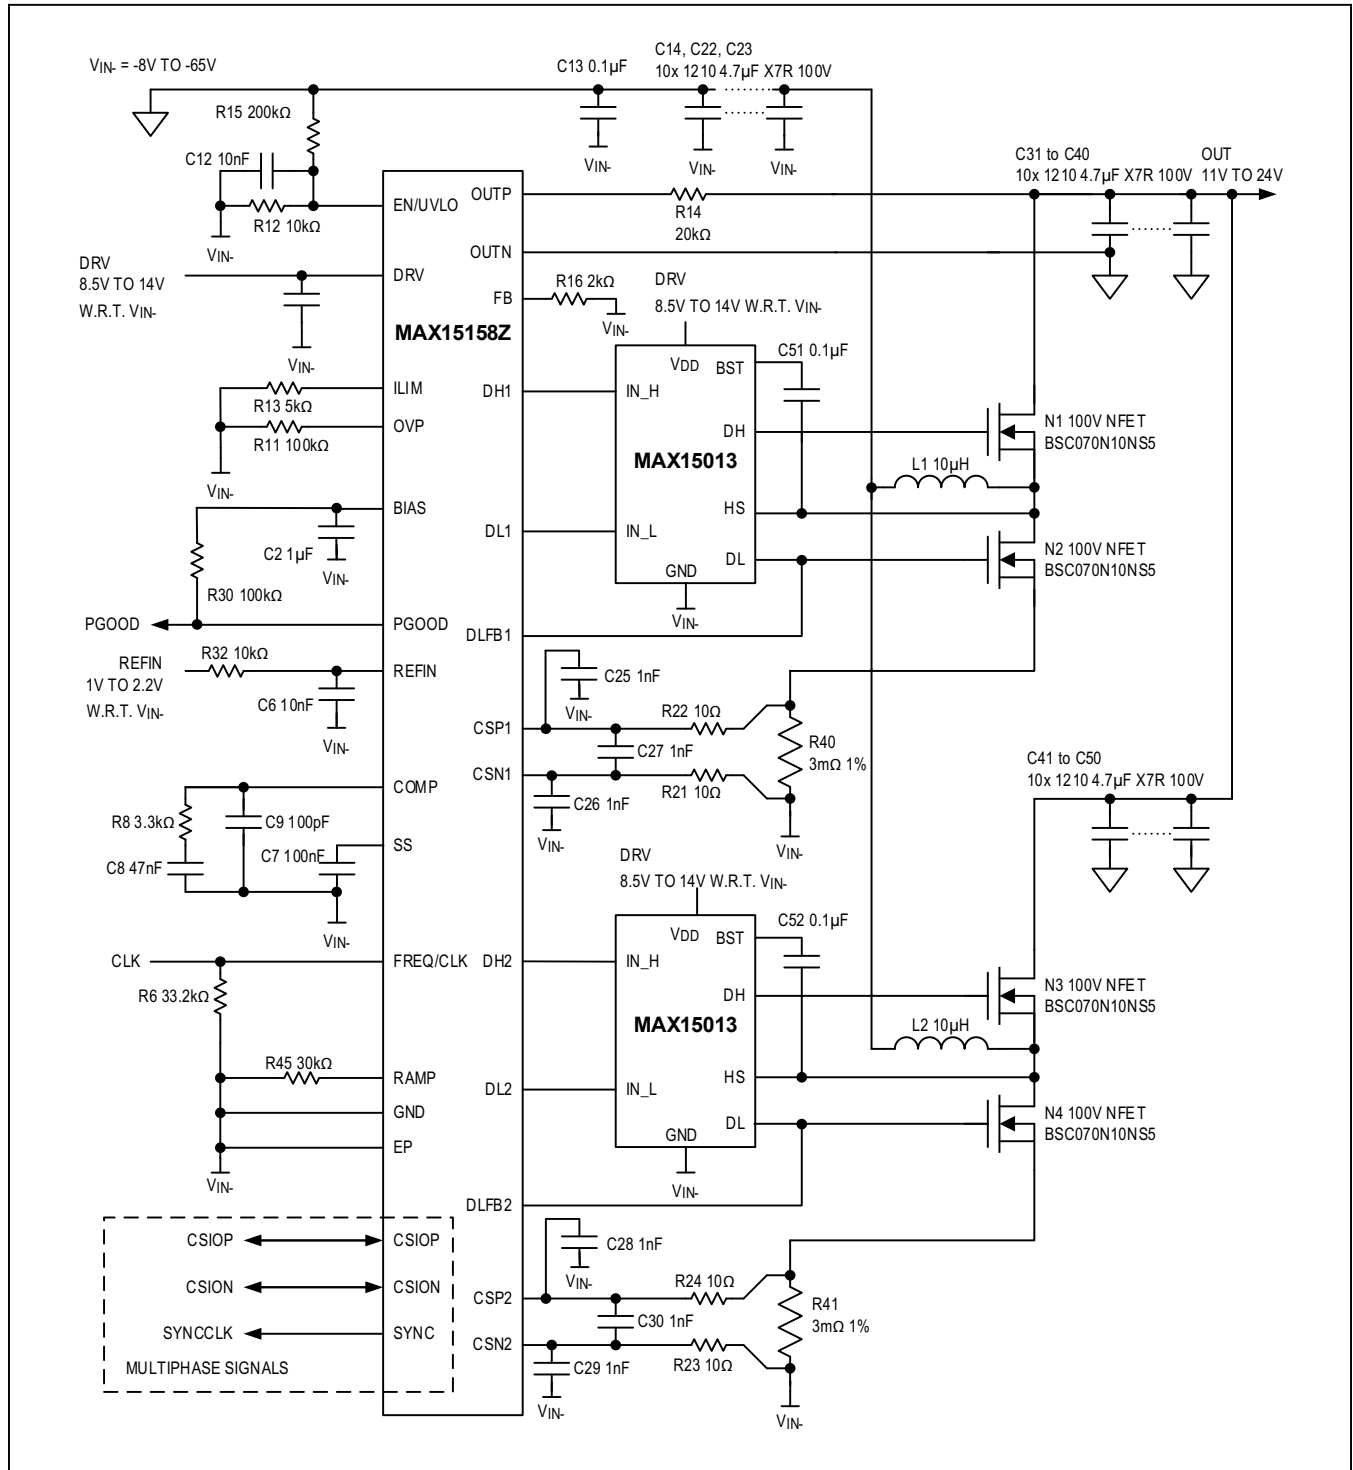 VIN- = -8V TO -65V
C13 0.1µF
C14, C22, C23
10x 1210 4.7µF X7R 100V
R15 200kΩ
C12 10nF
R12 10kΩ
VIN-
VIN-
VIN-
VIN-
C31 to C40
10x 1210 4.7µF X7R 100V
OUT
11V TO 24V
MAX15158Z
EN/UVLO
OUTP
R14
20kΩ
OUTN
DRV
8.5V TO 14V
W.R.T. VIN-
DRV
VIN-
FB
R16 2kΩ
VIN-
DRV
8.5V TO 14V W.R.T. VIN-
ILIM
R13 5kΩ
OVP
R11 100kΩ
VIN-
DH1
VDD
BST
C51 0.1µF
IN_H
DH
MAX15013
HS
IN_L
DL
GND
VIN-
N1 100V NFET
BSC070N10NS5
L1 10µH
N2 100V NFET
BSC070N10NS5
BIAS
C2 1µF
VIN-
R30 100kΩ
DL1
PGOOD
PGOOD
DLFB1
REFIN
1V TO 2.2V
W.R.T. VIN-
R32 10kΩ
REFIN
C6 10nF
VIN-
C25 1nF
VIN-
CSP1
R22 10Ω
C27 1nF
R40
3mΩ 1%
CSN1
R21 10Ω
C26 1nF
VIN-
VIN-
C41 to C50
10x 1210 4.7µF X7R 100V
COMP
R8 3.3kΩ
C9 100pF
C8 47nF
C7 100nF
SS
VIN-
DRV
8.5V TO 14V W.R.T. VIN-
CLK
FREQ/CLK
R6 33.2kΩ
DH2
VDD
BST
C52 0.1µF
IN_H
DH
MAX15013
HS
IN_L
DL
GND
VIN-
N3 100V NFET
BSC070N10NS5
L2 10µH
N4 100V NFET
BSC070N10NS5
R45 30kΩ
RAMP
DL2
GND
EP
VIN-
DLFB2
CSIOP
CSIOP
CSION
CSION
SYNCCLK
SYNC
MULTIPHASE SIGNALS
C28 1nF
VIN-
CSP2
R24 10Ω
C30 1nF
R41
3mΩ 1%
CSN2
R23 10Ω
C29 1nF
VIN-
VIN-